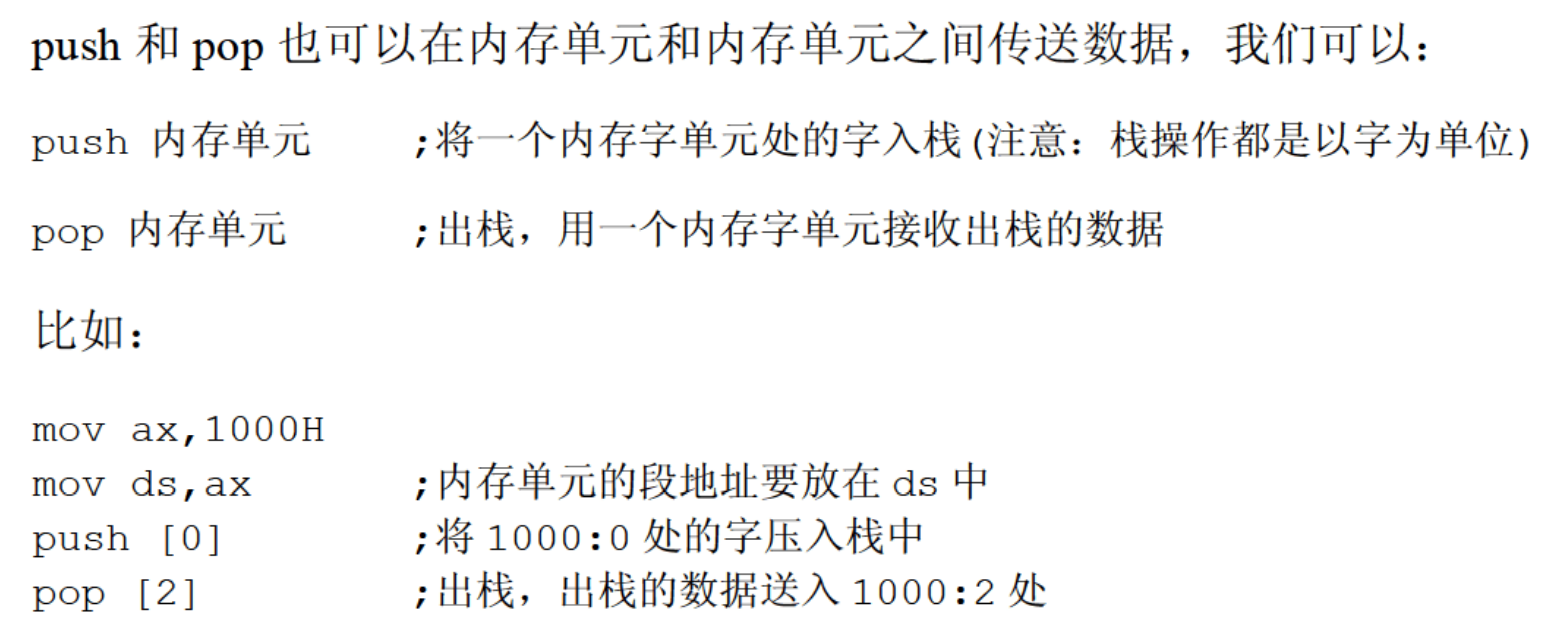 push 和 pop 也可以在内存单元和内存单元之间传送数据，我们可以：
push 内存单元    ;将一个内存字单元处的字入栈(注意：栈操作都是以字为单位)
pop 内存单元    ;出栈，用一个内存字单元接收出栈的数据
比如：
mov ax,1000H
mov ds,ax    ;内存单元的段地址要放在 ds 中
push [0]    ;将 1000:0 处的字压入栈中
pop [2]    ;出栈，出栈的数据送入 1000:2 处